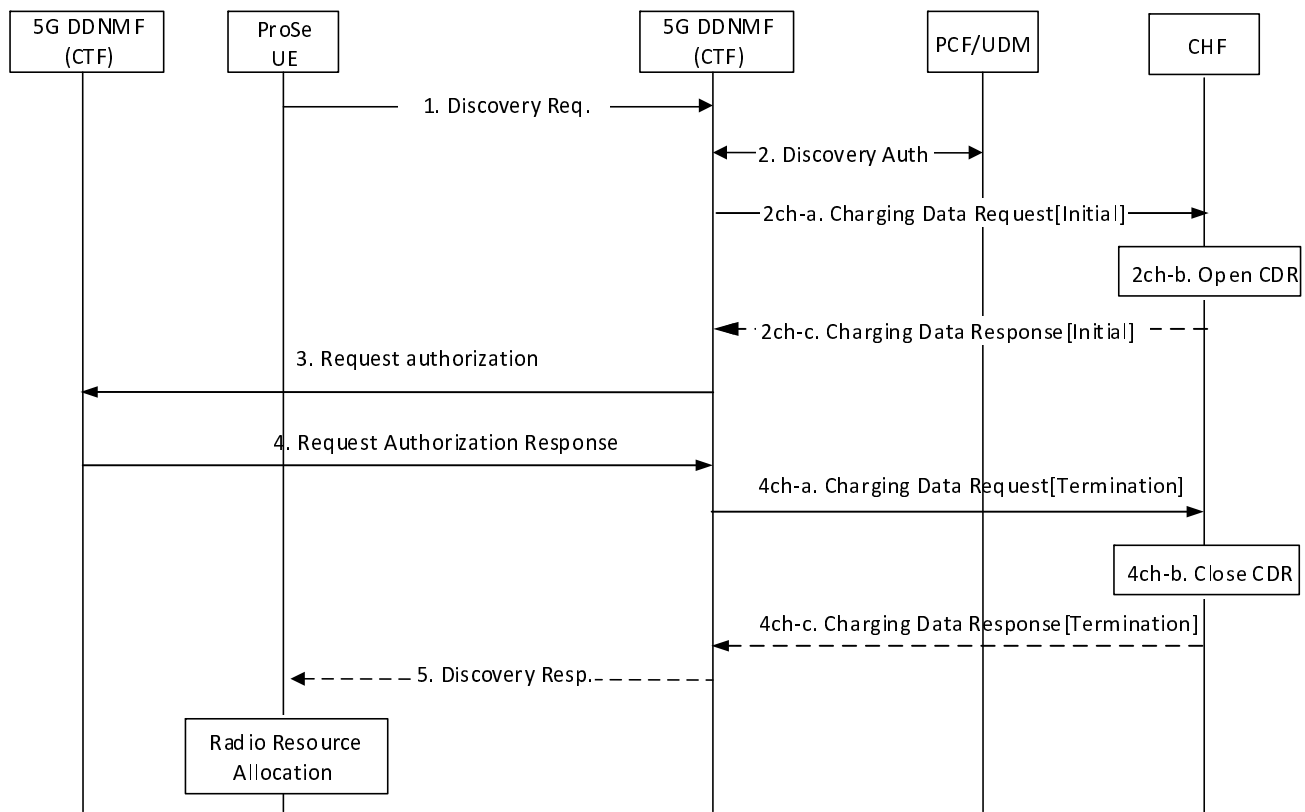 5G DDNMF
(CTF)
ProSe
UE
5G DDNMF
(CTF)
PCF/UDM
CHF
1. Discovery Req.
2. Discovery Auth
2ch-a. Charging Data Request[Initial]
2ch-b. Open CDR
2ch-c. Charging Data Response[Initial]
3. Request authorization
4. Request Authorization Response
4ch-a. Charging Data Request[Termination]
4ch-b. Close CDR
4ch-c. Charging Data Response[Termination]
5. Discovery Resp.
Radio Resource
Allocation